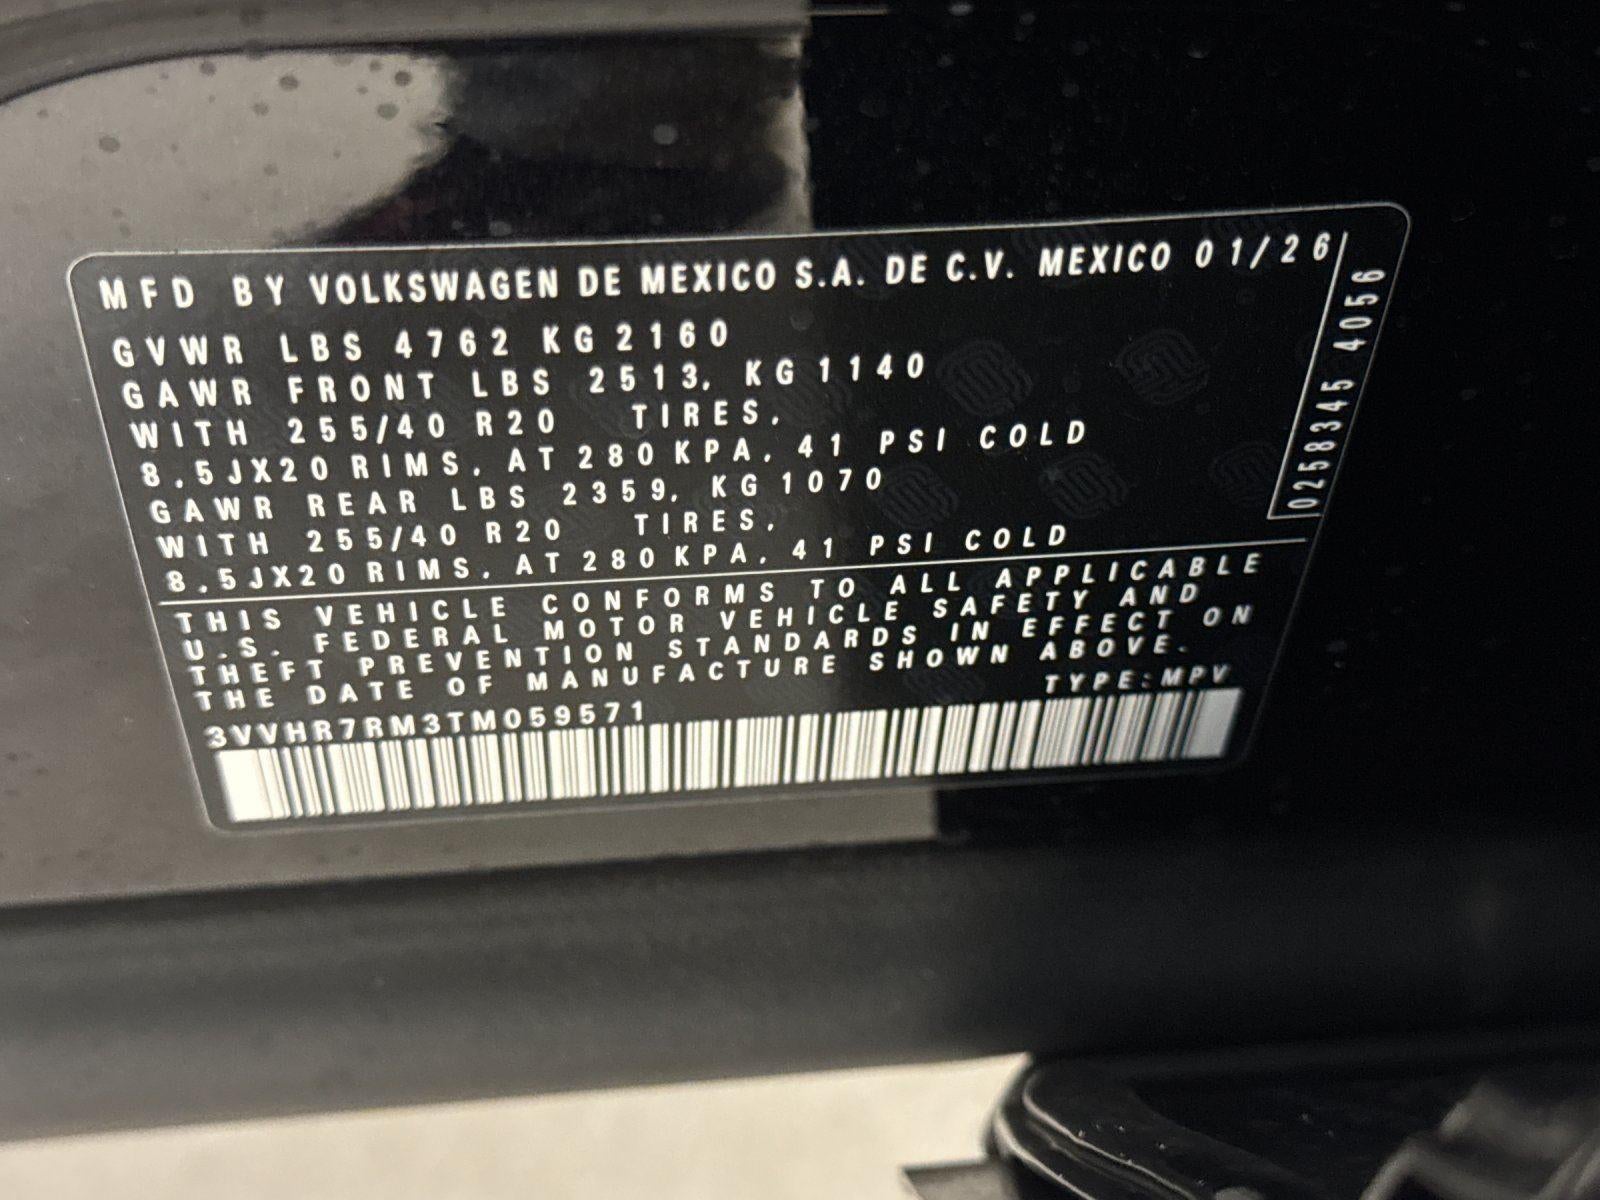 MFD BY VOLKSWAGEN DE MEXICO S.A. DE C.V. MEXICO 01/26
GVWR LBS 4762 KG 2160
GAWR FRONT LBS 2513, KG 1140
WITH 255/40 R20 TIRES,
8.5JX20 RIMS, AT 280 KPA, 41 PSI COLD
GAWR REAR LBS 2359, KG 1070
WITH 255/40 R20 TIRES,
8.5JX20 RIMS, AT 280 KPA, 41 PSI COLD
THIS VEHICLE CONFORMS TO ALL APPLICABLE
U.S. FEDERAL MOTOR VEHICLE SAFETY AND
THEFT PREVENTION STANDARDS IN EFFECT ON
THE DATE OF MANUFACTURE SHOWN ABOVE.
3VVHR7RM3TM059571 TYPE:MPV
0258345 4056